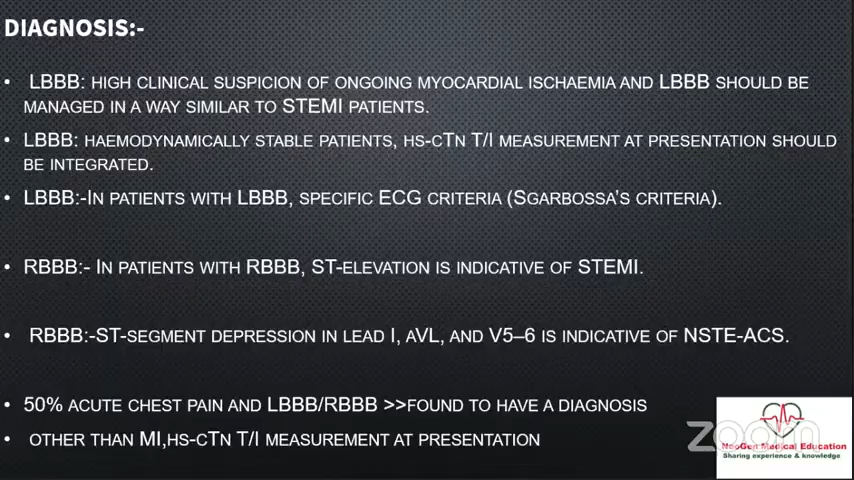 DIAGNOSIS:-
• LBBB: HIGH CLINICAL SUSPICION OF ONGOING MYOCARDIAL ISCHAEMIA AND LBBB SHOULD BE
MANAGED IN A WAY SIMILAR TO STEMI PATIENTS.
• LBBB: HAEMODYNAMICALLY STABLE PATIENTS, HS-CTN T/I MEASUREMENT AT PRESENTATION SHOULD
BE INTEGRATED.
• LBBB:-IN PATIENTS WITH LBBB, SPECIFIC ECG CRITERIA (SGARBOSSA'S CRITERIA).
• RBBB:- IN PATIENTS WITH RBBB, ST-ELEVATION IS INDICATIVE OF STEMI.
• RBBB:-ST-SEGMENT DEPRESSION IN LEAD I, AVL, AND V5–6 IS INDICATIVE OF NSTE-ACS.
• 50% ACUTE CHEST PAIN AND LBBB/RBBB >>FOUND TO HAVE A DIAGNOSIS
• OTHER THAN MI,HS-CTN T/I MEASUREMENT AT PRESENTATION
zoom
NeoGen Medical Education
Sharing experience & knowledge